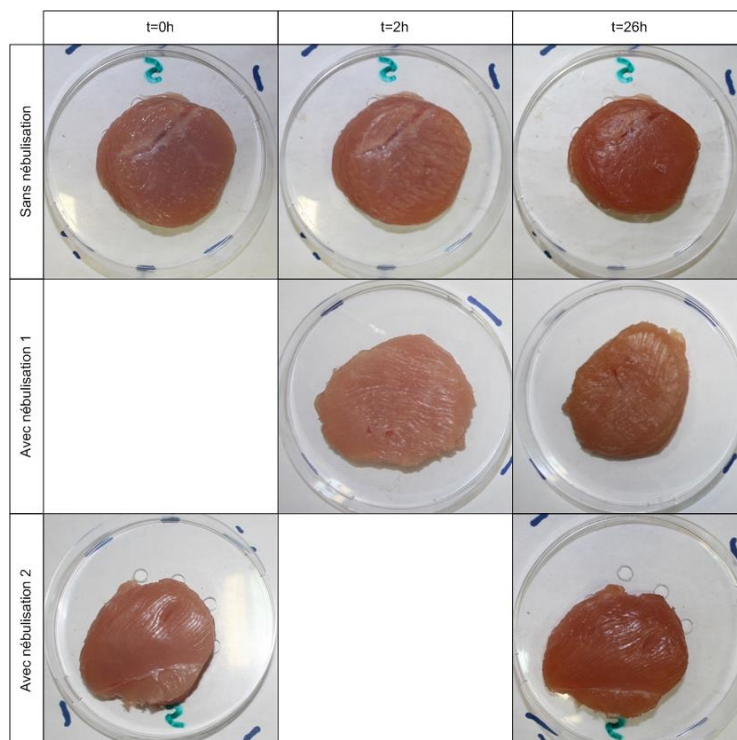 t=0h
t=2h
t=26h
Sans nébulisation
S
S
S
Avec nébulisation 1
Avec nébulisation 2
S
S